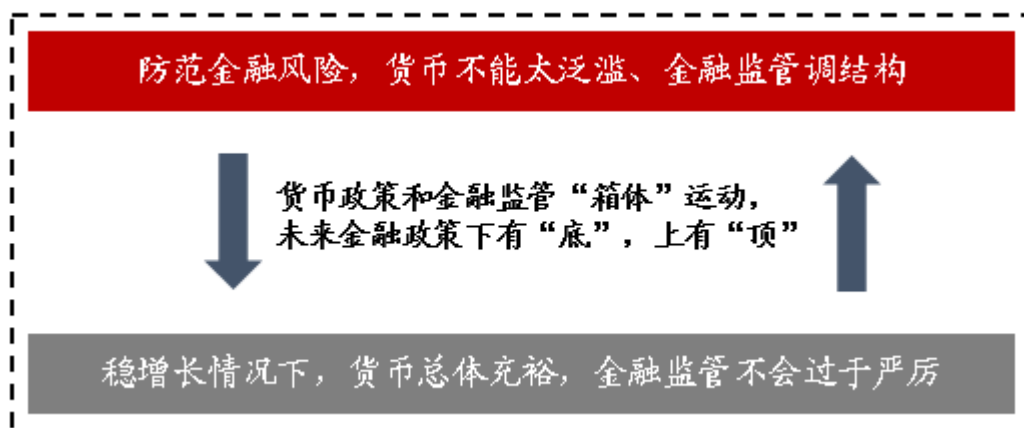 防范金融风险，货币不能太泛滥、金融监管调结构
货币政策和金融监管“箱体”运动，
未来金融政策下有“底”，上有“顶”
稳增长情况下，货币总体充裕，金融监管不会过于严厉